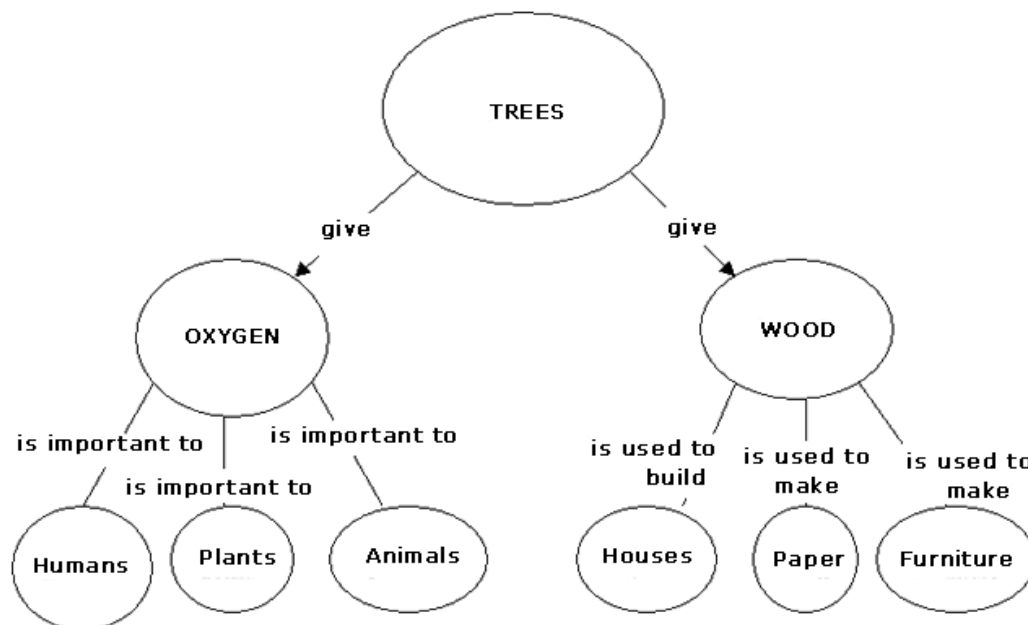 TREES
give
give
OXYGEN
WOOD
is important to
is important to
is important to
is used to
build
is used to
make
is used to
make
Humans
Plants
Animals
Houses
Paper
Furniture